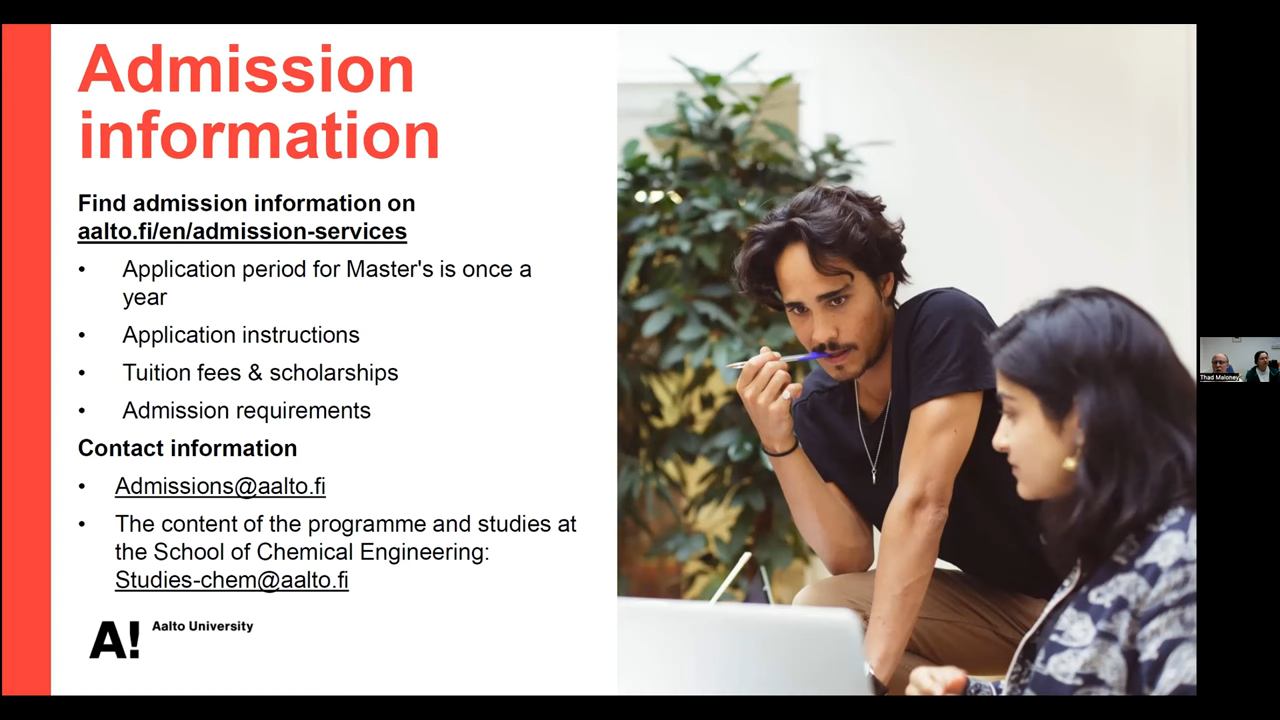 Admission
information
Find admission information on
aalto.fi/en/admission-services
• Application period for Master's is once a
year
• Application instructions
• Tuition fees & scholarships
• Admission requirements
Contact information
• Admissions@aalto.fi
• The content of the programme and studies at
the School of Chemical Engineering:
Studies-chem@aalto.fi
A! Aalto University
Thad Maloney